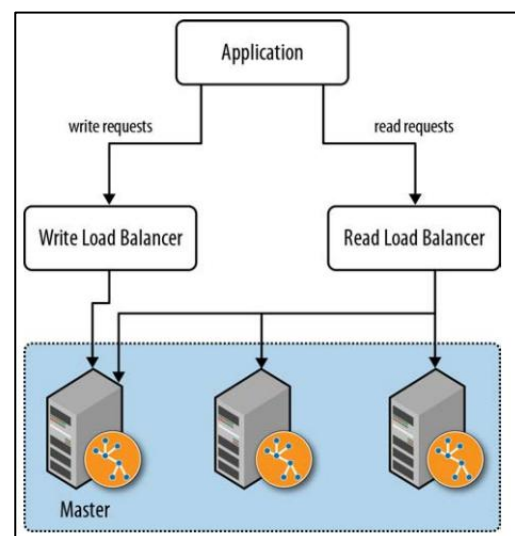 Application
write requests
read requests
Write Load Balancer
Read Load Balancer
Master